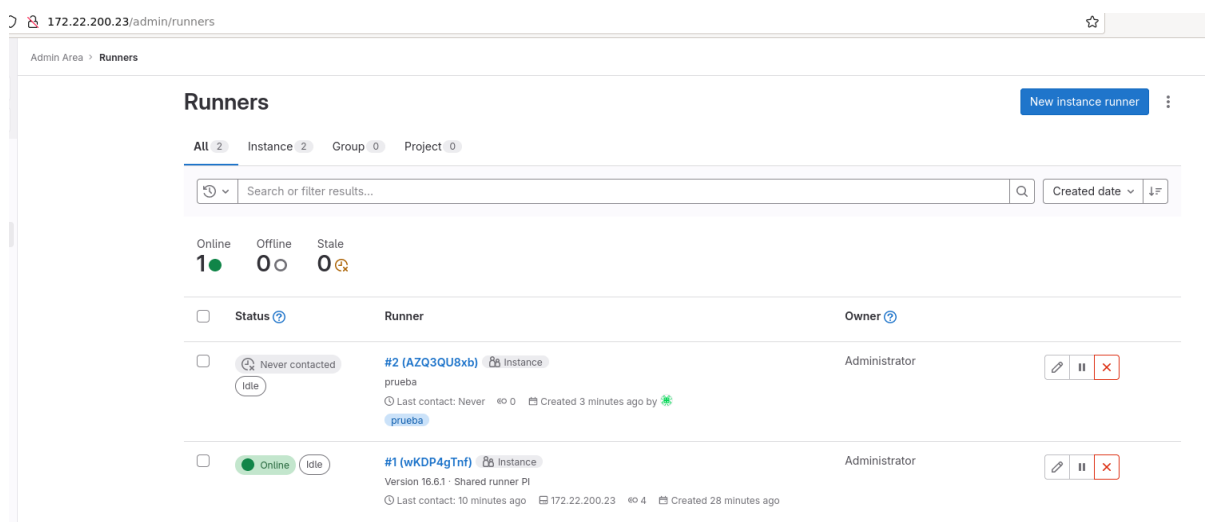 172.22.200.23/admin/runners
Admin Area > Runners
Runners
New instance runner
All 2 Instance 2 Group 0 Project 0
Search or filter results...
Created date
Online Offline Stale
1 0 0
Status Runner Owner
Never contacted #2 (AZQ3QU8xb) Instance Administrator
Idle prueba
Last contact: Never 0 Created 3 minutes ago by
prueba
Online Idle #1 (wKDP4gTnf) Instance Administrator
Version 16.6.1 · Shared runner PI
Last contact: 10 minutes ago 172.22.200.23 4 Created 28 minutes ago